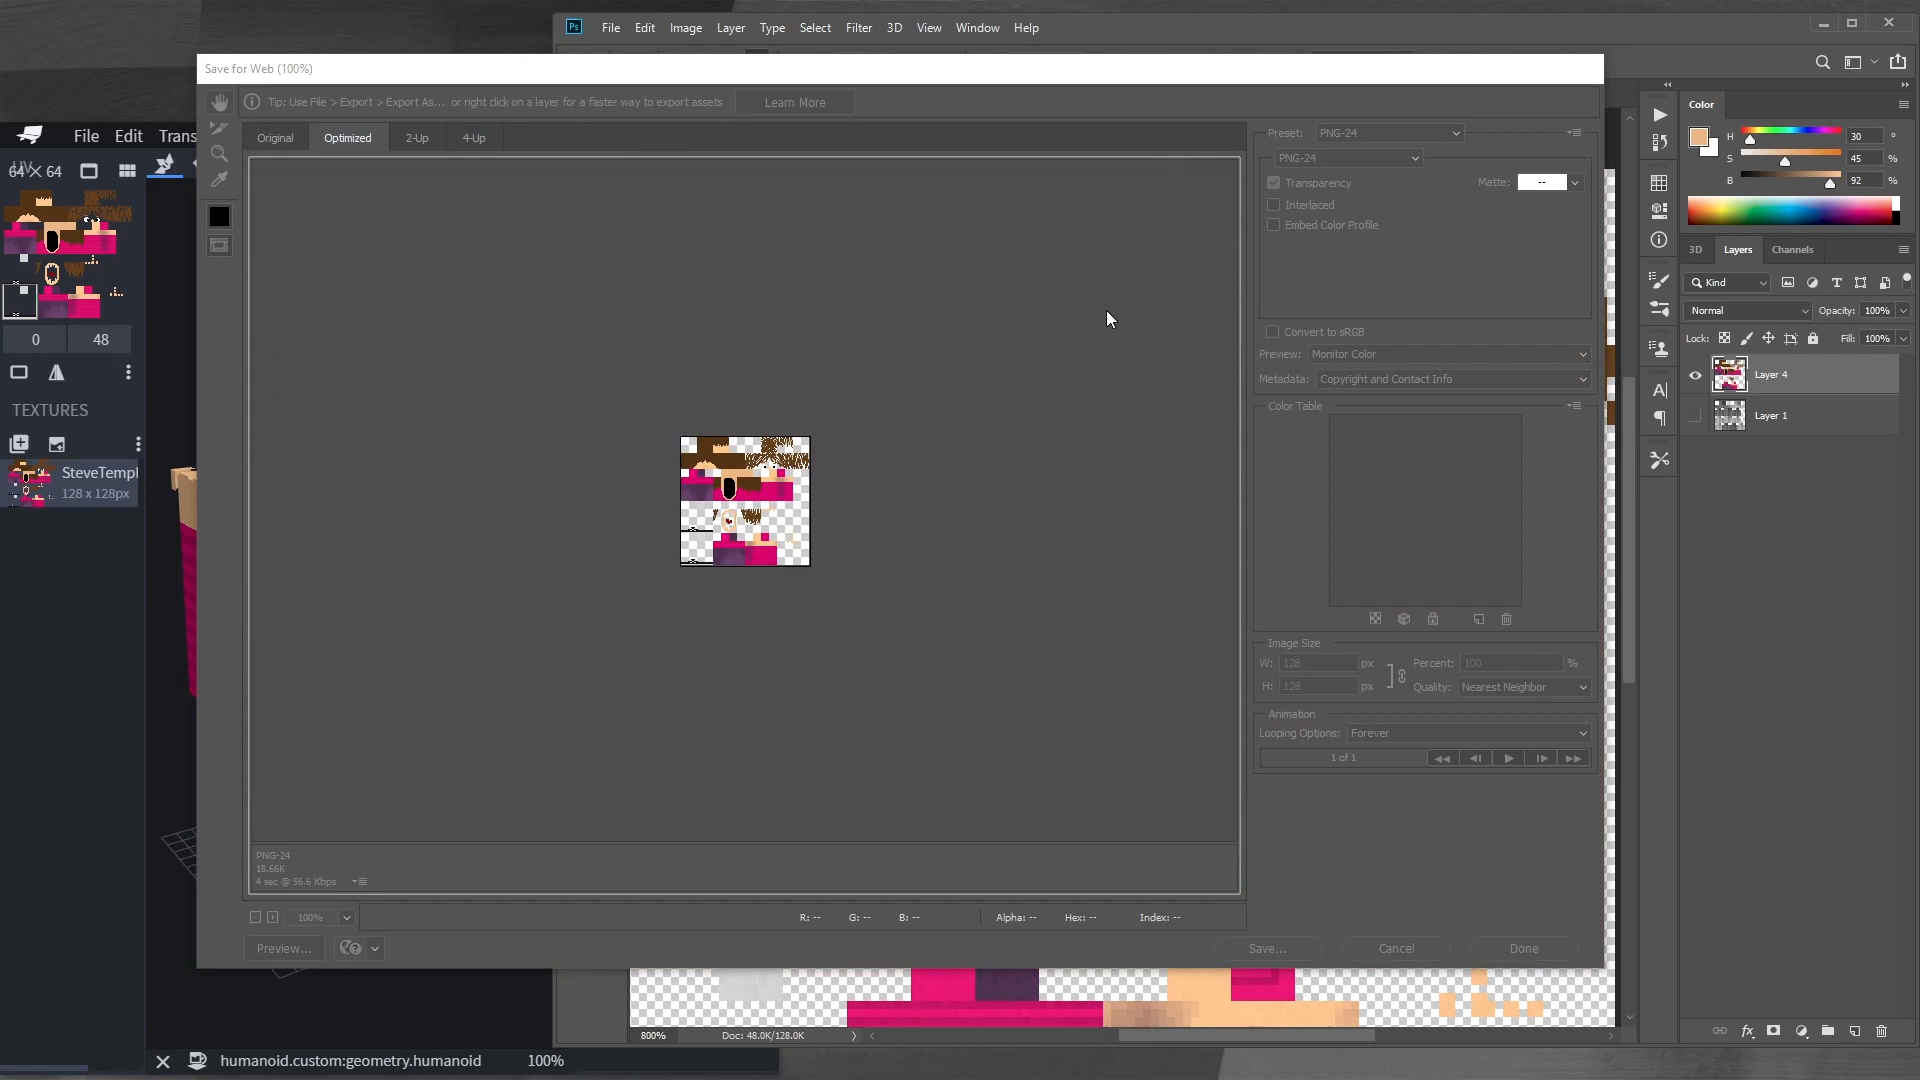 Ps File Edit Image Layer Type Select Filter 3D View Window Help
Save for Web (100%)
Tip: Use File > Export > Export As... or right click on a layer for a faster way to export assets
Learn More
File Edit Trans
Original Optimized 2-Up 4-Up
64 × 64
0 48
TEXTURES
SteveTempl
128 x 128px
PNG-24
18.66K
4 sec @ 56.6 Kbps
100%
R: -- G: -- B: -- Alpha: -- Hex: -- Index: --
Preview...
Save... Cancel Done
Preset: PNG-24
PNG-24
Transparency Matte: --
Interlaced
Embed Color Profile
Convert to sRGB
Preview: Monitor Color
Metadata: Copyright and Contact Info
Color Table
Image Size
W: 128 px Percent: 100 %
H: 128 px Quality: Nearest Neighbor
Animation
Looping Options: Forever
1 of 1
Color
H 30 °
S 45 %
B 92 %
3D Layers Channels
Kind
Normal Opacity: 100%
Lock: Fill: 100%
Layer 4
Layer 1
800% Doc: 48.0K/128.0K
humanoid.custom:geometry.humanoid 100%